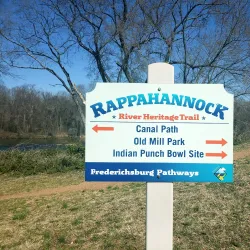 RAPPAHANNOCK
River Heritage Trail
Canal Path
Old Mill Park
Indian Punch Bowl Site
Fredericksburg Pathways